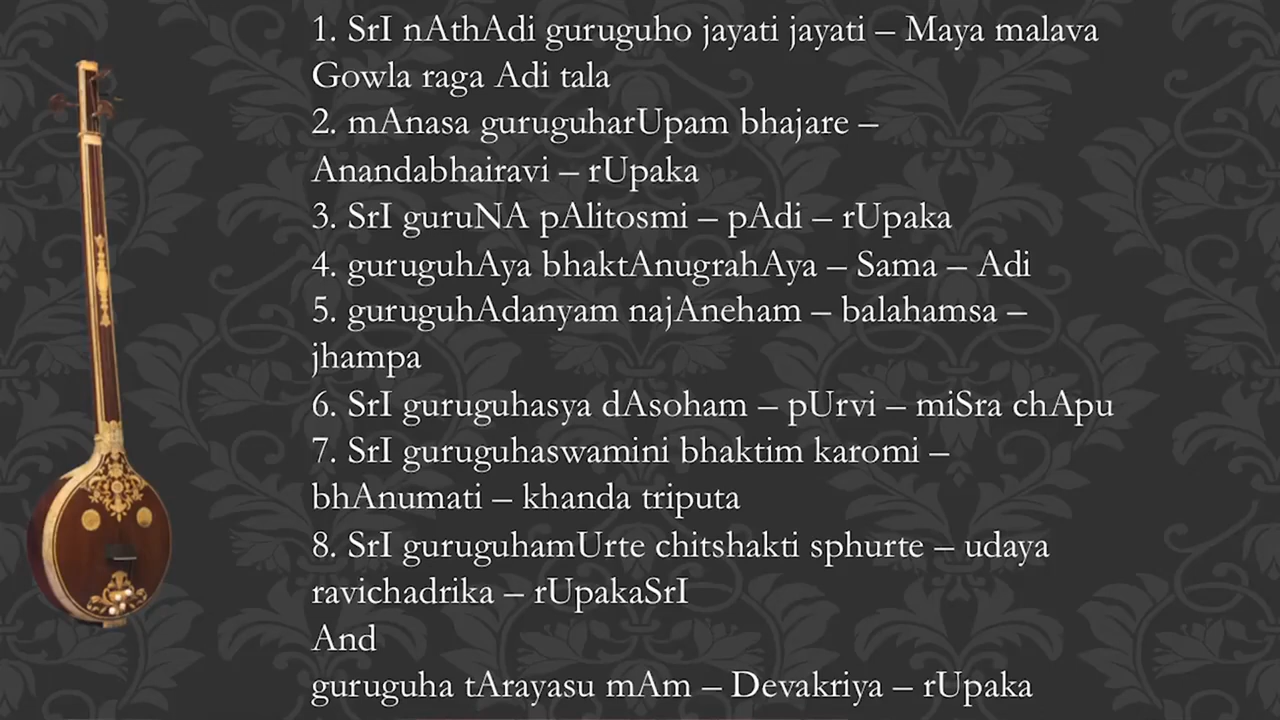 1. SrI nAthAdi guruguho jayati jayati – Maya malava
Gowla raga Adi tala
2. mAnasa guruguharUpam bhajare –
Anandabhairavi – rUpaka
3. SrI guruNA pAlitosmi – pAdi – rUpaka
4. guruguhAya bhaktAnugrahAya – Sama – Adi
5. guruguhAdanyam najAneham – balahamsa –
jhampa
6. SrI guruguhasya dAsoham – pUrvi – miSra chApu
7. SrI guruguhaswamini bhaktim karomi –
bhAnumati – khanda triputa
8. SrI guruguhamUrte chitshakti sphurte – udaya
ravichadrika – rUpakaSrI
And
guruguha tArayasu mAm – Devakriya – rUpaka